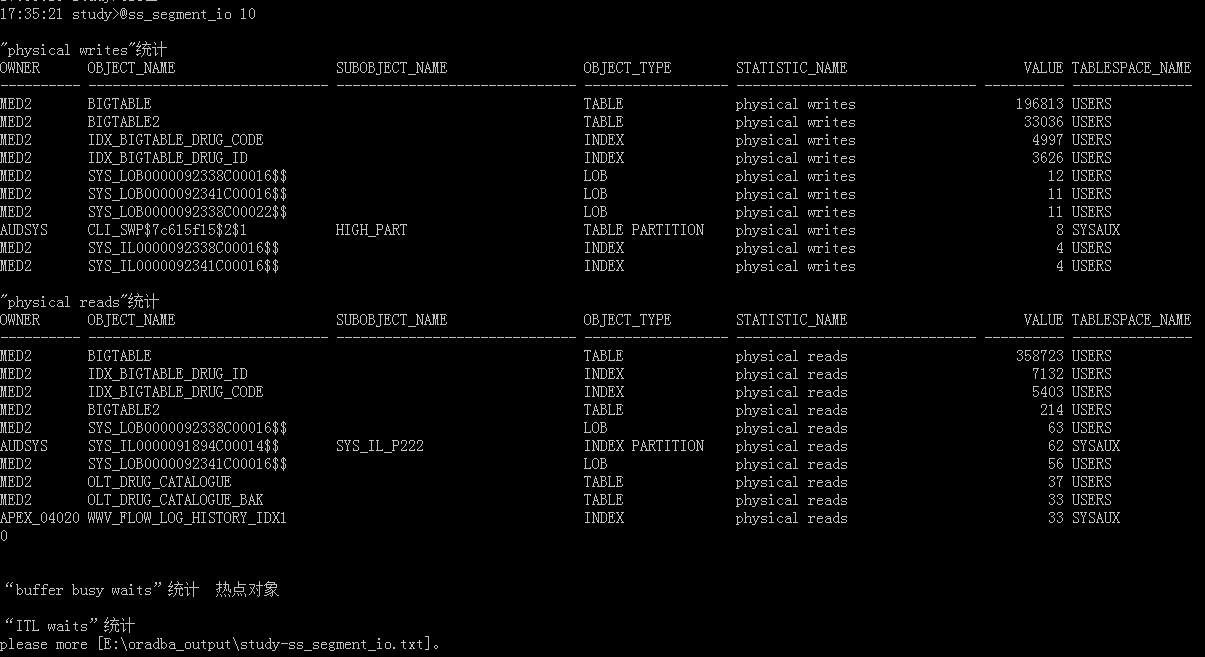 17:35:21 study>@ss_segment_io 10
"physical writes"统计
OWNER OBJECT_NAME SUBOBJECT_NAME OBJECT_TYPE STATISTIC_NAME VALUE TABLESPACE_NAME
---------- ------------------------------ ------------------------------ ------------------ ------------------------------ ---------- ---------------
MED2 BIGTABLE TABLE physical writes 196813 USERS
MED2 BIGTABLE2 TABLE physical writes 33036 USERS
MED2 IDX_BIGTABLE_DRUG_CODE INDEX physical writes 4997 USERS
MED2 IDX_BIGTABLE_DRUG_ID INDEX physical writes 3626 USERS
MED2 SYS_LOB0000092338C00016$$ LOB physical writes 12 USERS
MED2 SYS_LOB0000092341C00016$$ LOB physical writes 11 USERS
MED2 SYS_LOB0000092338C00022$$ LOB physical writes 11 USERS
AUDSYS CLI_SWP$7c615f15$2$1 HIGH_PART TABLE PARTITION physical writes 8 SYSAUX
MED2 SYS_IL0000092338C00016$$ INDEX physical writes 4 USERS
MED2 SYS_IL0000092341C00016$$ INDEX physical writes 4 USERS
"physical reads"统计
OWNER OBJECT_NAME SUBOBJECT_NAME OBJECT_TYPE STATISTIC_NAME VALUE TABLESPACE_NAME
---------- ------------------------------ ------------------------------ ------------------ ------------------------------ ---------- ---------------
MED2 BIGTABLE TABLE physical reads 358723 USERS
MED2 IDX_BIGTABLE_DRUG_ID INDEX physical reads 7132 USERS
MED2 IDX_BIGTABLE_DRUG_CODE INDEX physical reads 5403 USERS
MED2 BIGTABLE2 TABLE physical reads 214 USERS
MED2 SYS_LOB0000092338C00016$$ LOB physical reads 63 USERS
AUDSYS SYS_IL0000091894C00014$$ SYS_IL_P222 INDEX PARTITION physical reads 62 SYSAUX
MED2 SYS_LOB0000092341C00016$$ LOB physical reads 56 USERS
MED2 OLT_DRUG_CATALOGUE TABLE physical reads 37 USERS
MED2 OLT_DRUG_CATALOGUE_BAK TABLE physical reads 33 USERS
APEX_04020 WWV_FLOW_LOG_HISTORY_IDX1 INDEX physical reads 33 SYSAUX
0
“buffer busy waits”统计 热点对象
“ITL waits”统计
please more [E:\oradba_output\study-ss_segment_io.txt]。